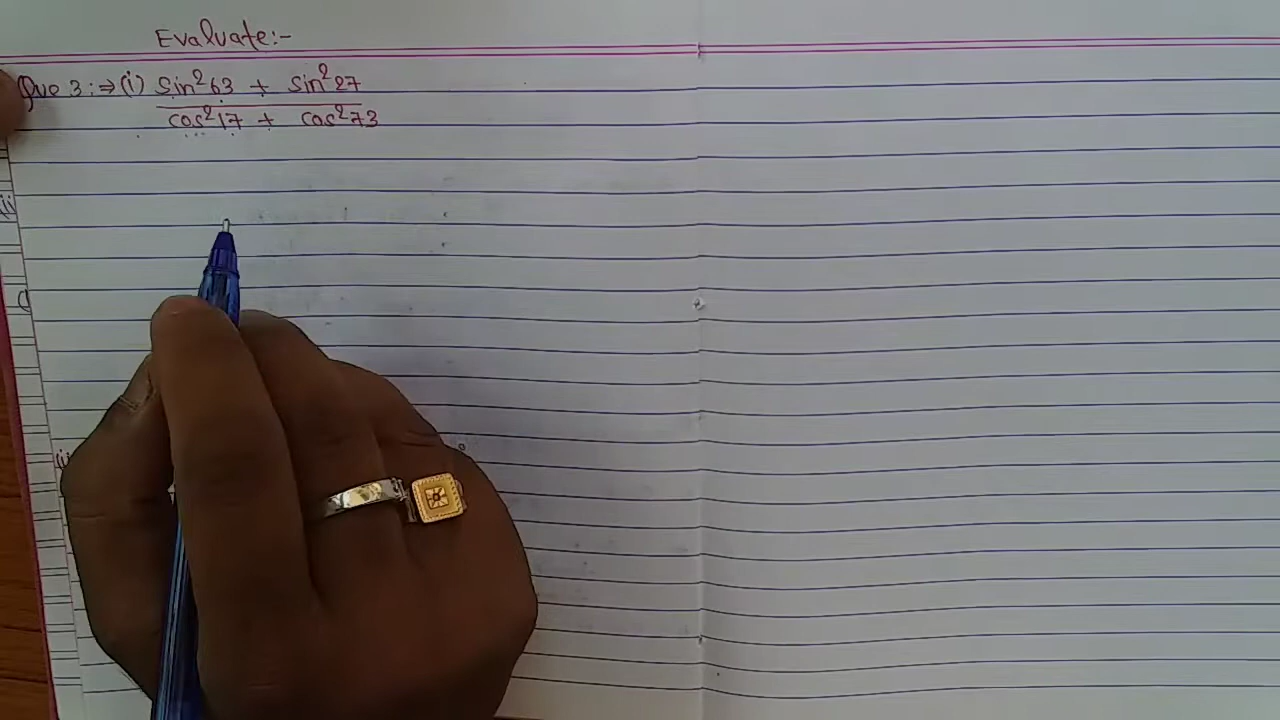 Evaluate:-
Que 3:⇒(i) Sin²63 + Sin²27
cos²17 + cos²73